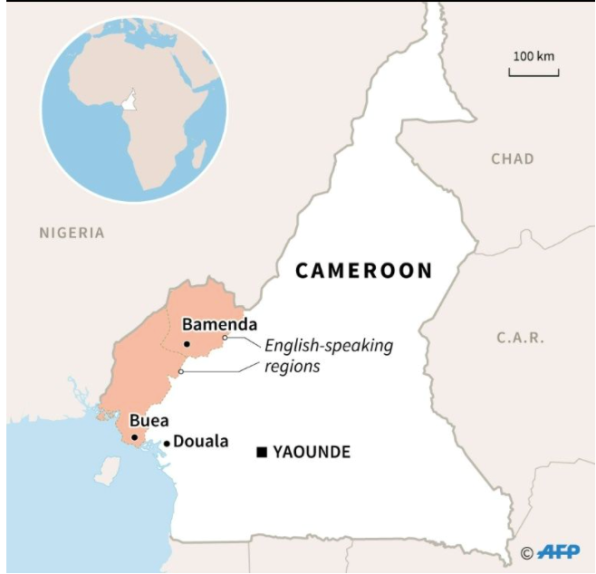 100 km
CHAD
NIGERIA
CAMEROON
Bamenda
English-speaking
regions
C.A.R.
Buea
Douala
YAOUNDE
© AFP